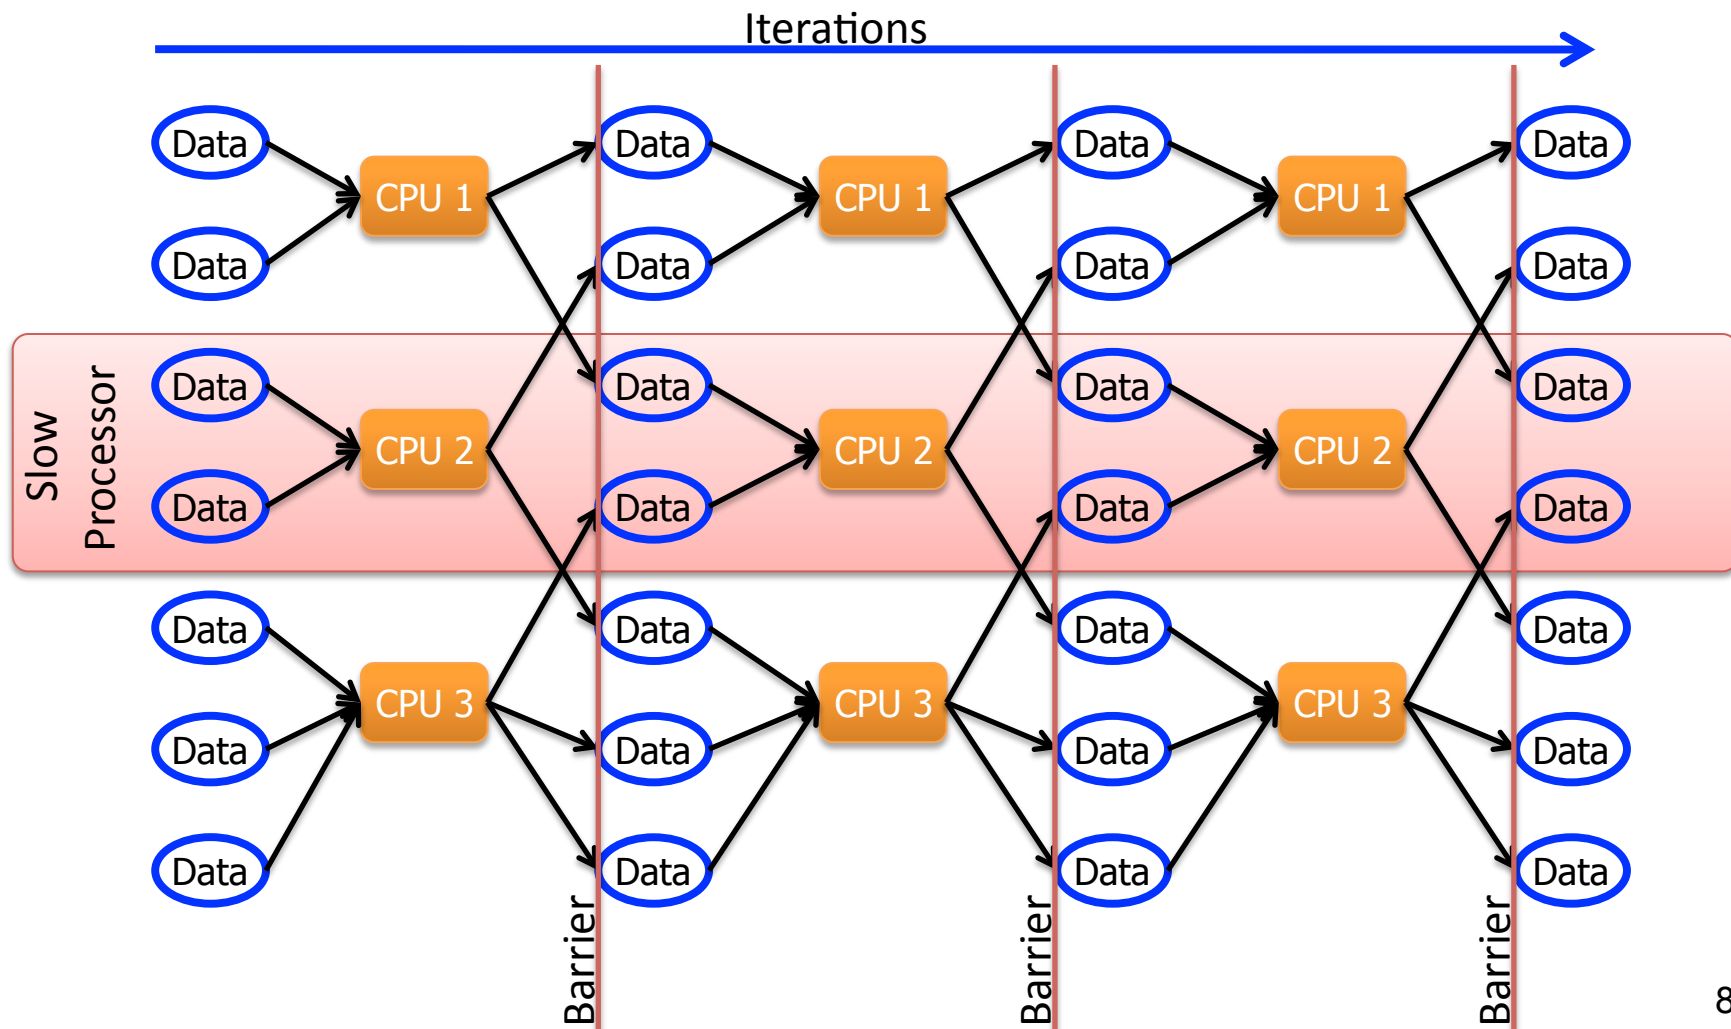 Iterations
Data Data Data Data
CPU 1 CPU 1 CPU 1
Data Data Data Data
Slow
Processor
Data Data Data Data
CPU 2 CPU 2 CPU 2
Data Data Data Data
Data Data Data Data
CPU 3 CPU 3 CPU 3
Data Data Data Data
Data Data Data Data
Barrier Barrier Barrier
8